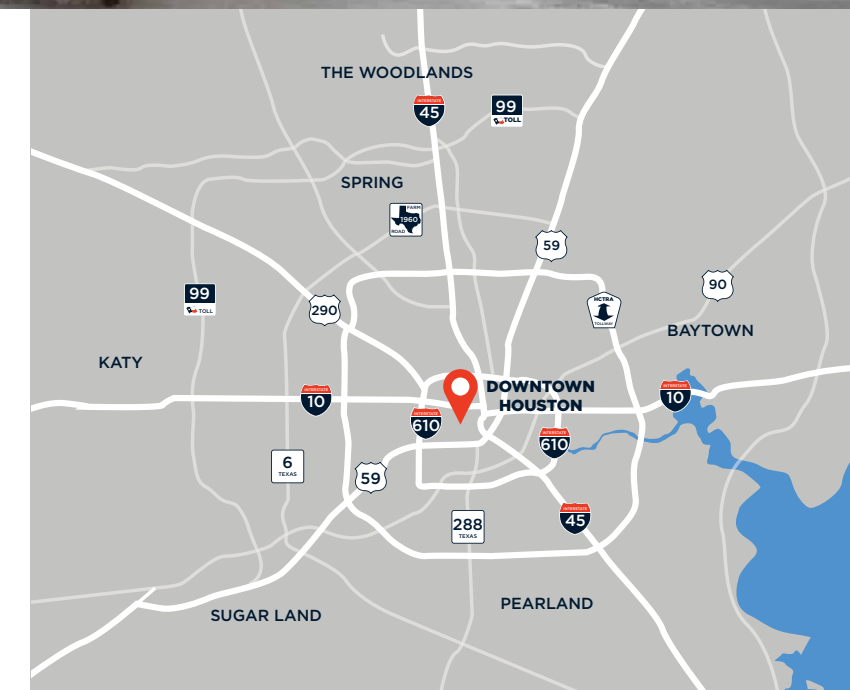 THE WOODLANDS
INTERSTATE
45
99
TOLL
SPRING
FARM
1960
ROAD
59
90
99
TOLL
290
HCTRA
TOLLWAY
BAYTOWN
KATY
DOWNTOWN
HOUSTON
INTERSTATE
10
INTERSTATE
10
INTERSTATE
610
INTERSTATE
610
6
TEXAS
59
INTERSTATE
45
288
TEXAS
PEARLAND
SUGAR LAND